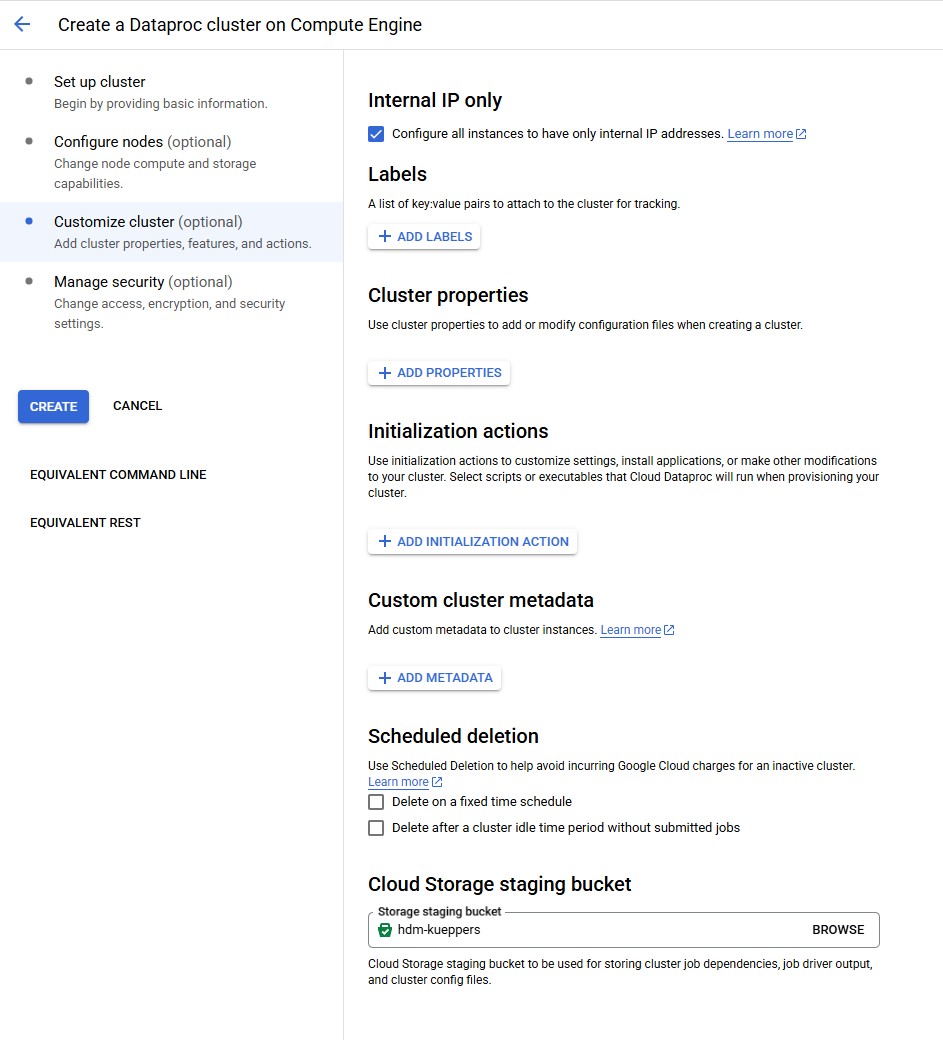 Create a Dataproc cluster on Compute Engine
Set up cluster
Begin by providing basic information.
Configure nodes (optional)
Change node compute and storage
capabilities.
Customize cluster (optional)
Add cluster properties, features, and actions.
Manage security (optional)
Change access, encryption, and security
settings.
CREATE
CANCEL
EQUIVALENT COMMAND LINE
EQUIVALENT REST
Internal IP only
Configure all instances to have only internal IP addresses. Learn more
Labels
A list of key:value pairs to attach to the cluster for tracking.
ADD LABELS
Cluster properties
Use cluster properties to add or modify configuration files when creating a cluster.
ADD PROPERTIES
Initialization actions
Use initialization actions to customize settings, install applications, or make other modifications
to your cluster. Select scripts or executables that Cloud Dataproc will run when provisioning your
cluster.
ADD INITIALIZATION ACTION
Custom cluster metadata
Add custom metadata to cluster instances. Learn more
ADD METADATA
Scheduled deletion
Use Scheduled Deletion to help avoid incurring Google Cloud charges for an inactive cluster.
Learn more
Delete on a fixed time schedule
Delete after a cluster idle time period without submitted jobs
Cloud Storage staging bucket
Storage staging bucket
hdm-kueppers
BROWSE
Cloud Storage staging bucket to be used for storing cluster job dependencies, job driver output,
and cluster config files.